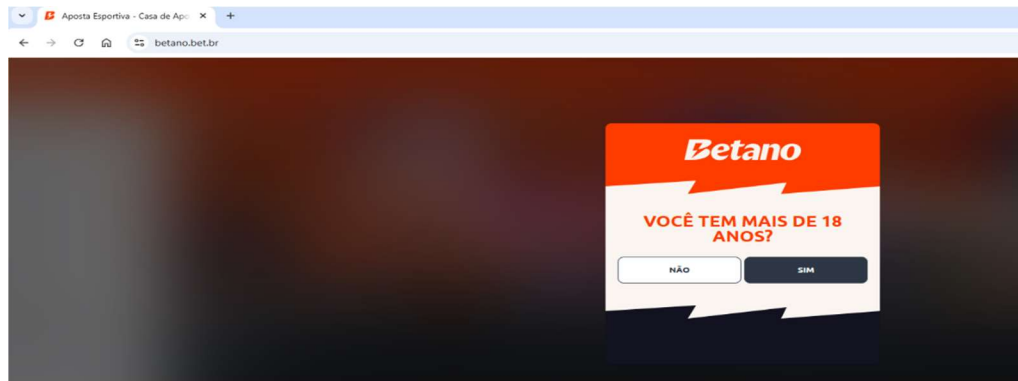 Aposta Esportiva - Casa de Apo
betano.bet.br
Betano
VOCÊ TEM MAIS DE 18
ANOS?
NÃO
SIM